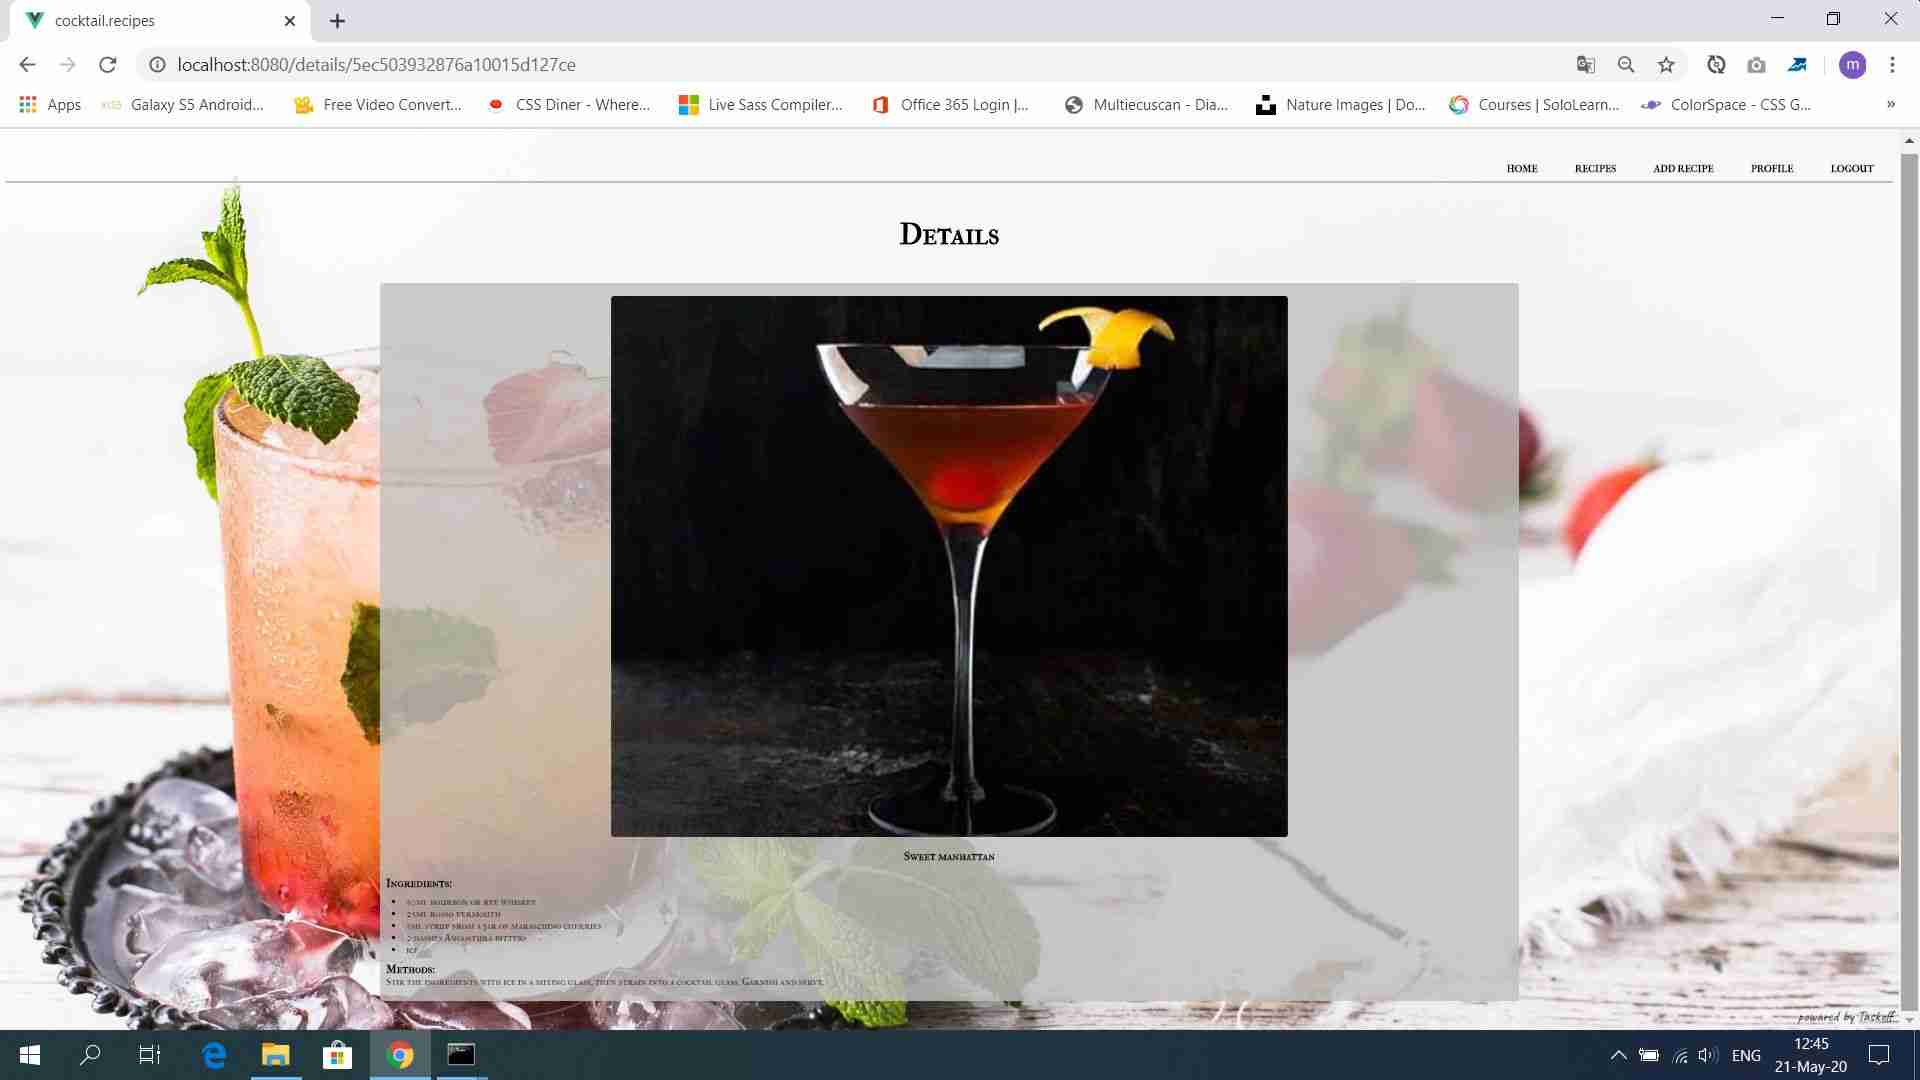 cocktail.recipes
localhost:8080/details/5ec503932876a10015d127ce
m
Apps Galaxy S5 Android... Free Video Convert... CSS Diner - Where... Live Sass Compiler... Office 365 Login |... Multiecuscan - Dia... Nature Images | Do... Courses | SoloLearn... ColorSpace - CSS G... »
HOME RECIPES ADD RECIPE PROFILE LOGOUT
Details
Sweet manhattan
Ingredients:
bourbon or rye whiskey
25ml rosso vermouth
syrup from a jar of maraschino cherries
2 dashes Angostura bitters
ice
Methods:
Stir the ingredients with ice in a mixing glass, then strain into a cocktail glass. Garnish and serve.
powered by Taskoff
ENG
12:45
21-May-20